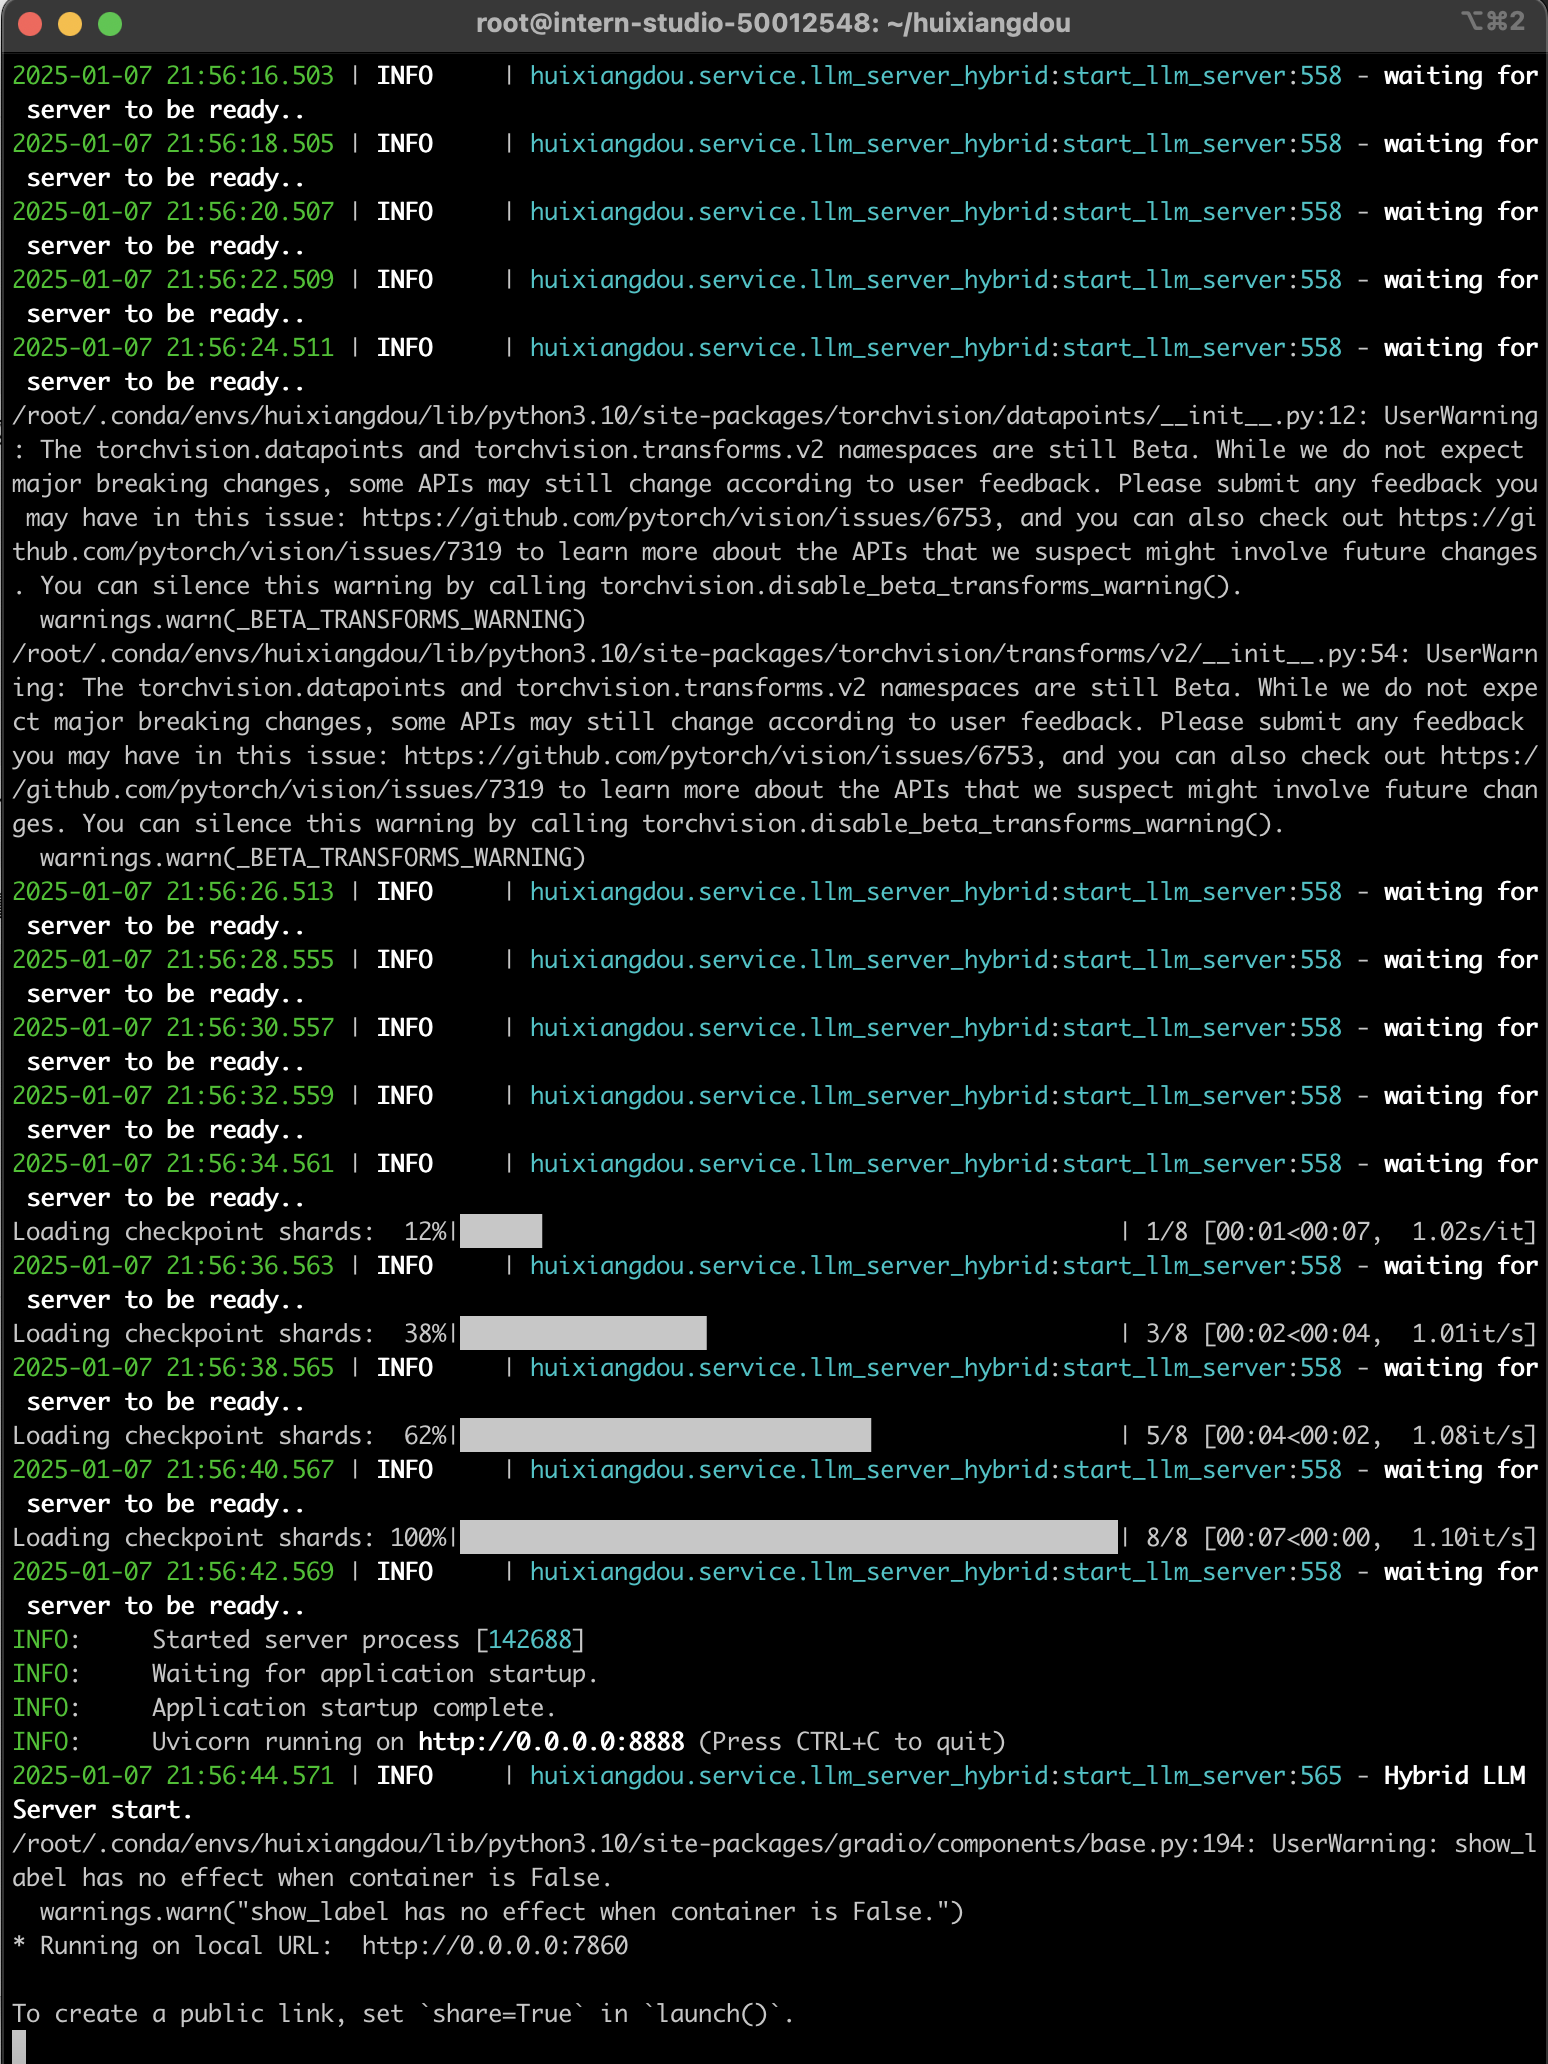 root@intern-studio-50012548: ~/huixiangdou ⌥⌘2
2025-01-07 21:56:16.503 | INFO     | huixiangdou.service.llm_server_hybrid:start_llm_server:558 - waiting for
 server to be ready..
2025-01-07 21:56:18.505 | INFO     | huixiangdou.service.llm_server_hybrid:start_llm_server:558 - waiting for
 server to be ready..
2025-01-07 21:56:20.507 | INFO     | huixiangdou.service.llm_server_hybrid:start_llm_server:558 - waiting for
 server to be ready..
2025-01-07 21:56:22.509 | INFO     | huixiangdou.service.llm_server_hybrid:start_llm_server:558 - waiting for
 server to be ready..
2025-01-07 21:56:24.511 | INFO     | huixiangdou.service.llm_server_hybrid:start_llm_server:558 - waiting for
 server to be ready..
/root/.conda/envs/huixiangdou/lib/python3.10/site-packages/torchvision/datapoints/__init__.py:12: UserWarning
: The torchvision.datapoints and torchvision.transforms.v2 namespaces are still Beta. While we do not expect
major breaking changes, some APIs may still change according to user feedback. Please submit any feedback you
 may have in this issue: https://github.com/pytorch/vision/issues/6753, and you can also check out https://gi
thub.com/pytorch/vision/issues/7319 to learn more about the APIs that we suspect might involve future changes
. You can silence this warning by calling torchvision.disable_beta_transforms_warning().
  warnings.warn(_BETA_TRANSFORMS_WARNING)
/root/.conda/envs/huixiangdou/lib/python3.10/site-packages/torchvision/transforms/v2/__init__.py:54: UserWarn
ing: The torchvision.datapoints and torchvision.transforms.v2 namespaces are still Beta. While we do not expe
ct major breaking changes, some APIs may still change according to user feedback. Please submit any feedback
you may have in this issue: https://github.com/pytorch/vision/issues/6753, and you can also check out https:/
/github.com/pytorch/vision/issues/7319 to learn more about the APIs that we suspect might involve future chan
ges. You can silence this warning by calling torchvision.disable_beta_transforms_warning().
  warnings.warn(_BETA_TRANSFORMS_WARNING)
2025-01-07 21:56:26.513 | INFO     | huixiangdou.service.llm_server_hybrid:start_llm_server:558 - waiting for
 server to be ready..
2025-01-07 21:56:28.555 | INFO     | huixiangdou.service.llm_server_hybrid:start_llm_server:558 - waiting for
 server to be ready..
2025-01-07 21:56:30.557 | INFO     | huixiangdou.service.llm_server_hybrid:start_llm_server:558 - waiting for
 server to be ready..
2025-01-07 21:56:32.559 | INFO     | huixiangdou.service.llm_server_hybrid:start_llm_server:558 - waiting for
 server to be ready..
2025-01-07 21:56:34.561 | INFO     | huixiangdou.service.llm_server_hybrid:start_llm_server:558 - waiting for
 server to be ready..
Loading checkpoint shards:  12%|     | 1/8 [00:01<00:07,  1.02s/it]
2025-01-07 21:56:36.563 | INFO     | huixiangdou.service.llm_server_hybrid:start_llm_server:558 - waiting for
 server to be ready..
Loading checkpoint shards:  38%|     | 3/8 [00:02<00:04,  1.01it/s]
2025-01-07 21:56:38.565 | INFO     | huixiangdou.service.llm_server_hybrid:start_llm_server:558 - waiting for
 server to be ready..
Loading checkpoint shards:  62%|     | 5/8 [00:04<00:02,  1.08it/s]
2025-01-07 21:56:40.567 | INFO     | huixiangdou.service.llm_server_hybrid:start_llm_server:558 - waiting for
 server to be ready..
Loading checkpoint shards: 100%|     | 8/8 [00:07<00:00,  1.10it/s]
2025-01-07 21:56:42.569 | INFO     | huixiangdou.service.llm_server_hybrid:start_llm_server:558 - waiting for
 server to be ready..
INFO:     Started server process [142688]
INFO:     Waiting for application startup.
INFO:     Application startup complete.
INFO:     Uvicorn running on http://0.0.0.0:8888 (Press CTRL+C to quit)
2025-01-07 21:56:44.571 | INFO     | huixiangdou.service.llm_server_hybrid:start_llm_server:565 - Hybrid LLM
Server start.
/root/.conda/envs/huixiangdou/lib/python3.10/site-packages/gradio/components/base.py:194: UserWarning: show_l
abel has no effect when container is False.
  warnings.warn("show_label has no effect when container is False.")
* Running on local URL:  http://0.0.0.0:7860
To create a public link, set `share=True` in `launch()`.